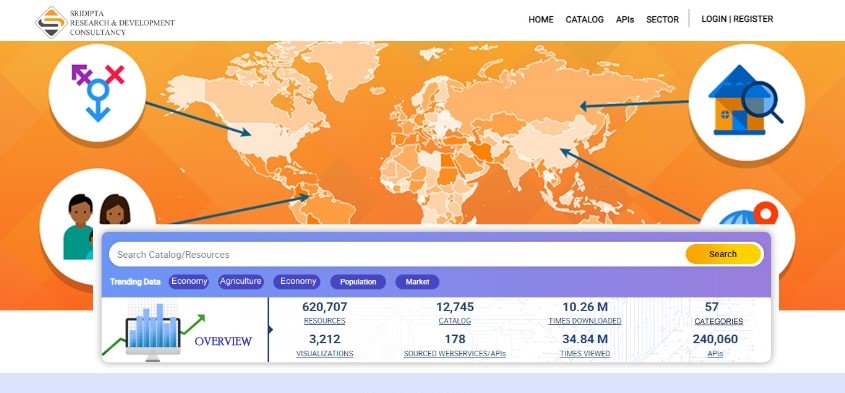 SRIDIPTA
RESEARCH & DEVELOPMENT
CONSULTANCY
HOME CATALOG APIs SECTOR LOGIN | REGISTER
Search Catalog/Resources Search
Trending Data Economy Agriculture Economy Population Market
OVERVIEW
620,707 12,745 10.26 M 57
RESOURCES CATALOG TIMES DOWNLOADED CATEGORIES
3,212 178 34.84 M 240,060
VISUALIZATIONS SOURCED WEBSERVICES/APIs TIMES VIEWED APIs